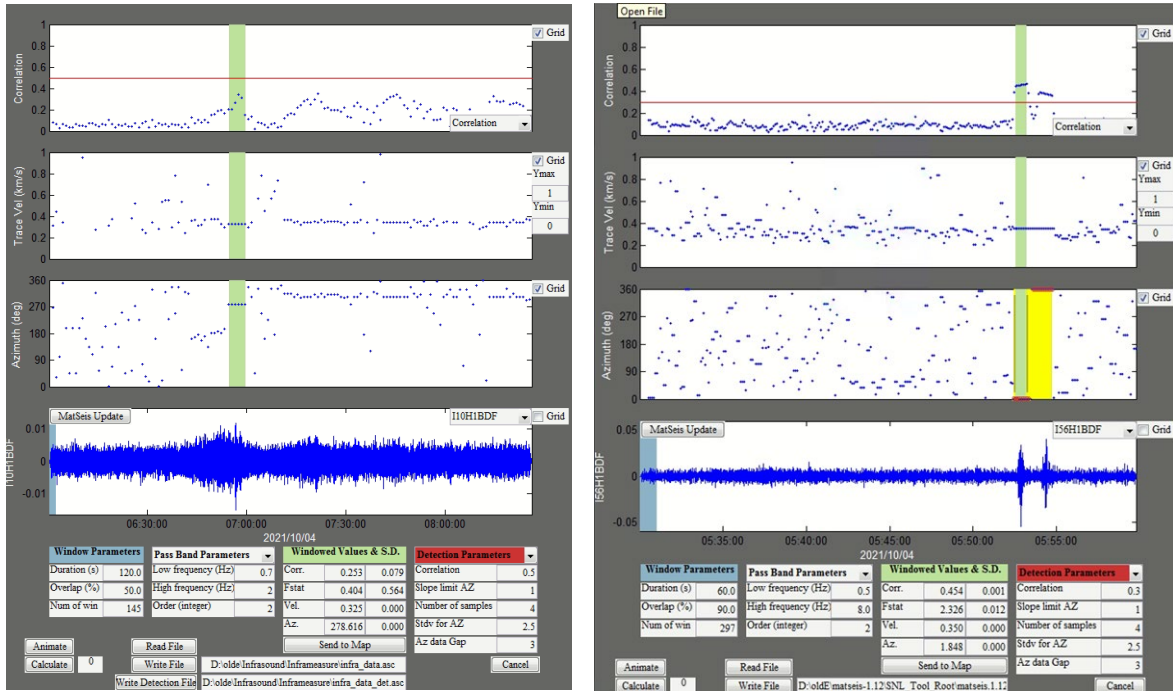 Open File
1
0.8
0.6
0.4
0.2
0
Correlation
Grid
Correlation
1
0.8
0.6
0.4
0.2
0
Trace Vel (km/s)
Grid
Ymax
1
Ymin
0
360
270
180
90
0
Azimuth (deg)
Grid
MatSeis Update
I10H1BDF
Grid
0.01
0
-0.01
I10H1BDF
06:30:00 07:00:00 07:30:00 08:00:00
2021/10/04
Window Parameters
Duration (s) 120.0
Overlap (%) 50.0
Num of win 145
Pass Band Parameters
Low frequency (Hz) 0.7
High frequency (Hz) 2
Order (integer) 2
Windowed Values & S.D.
Corr. 0.253 0.079
Fstat 0.404 0.564
Vel. 0.325 0.000
Az. 278.616 0.000
Send to Map
Detection Parameters
Correlation 0.5
Slope limit AZ 1
Number of samples 4
Stdv for AZ 2.5
Az data Gap 3
Animate
Read File
Calculate 0
Write File D:\olde\Infrasound\Inframeasure\infra_data.asc
Cancel
Write Detection File D:\olde\Infrasound\Inframeasure\infra_data_det.asc
1
0.8
0.6
0.4
0.2
0
Correlation
Grid
Correlation
1
0.8
0.6
0.4
0.2
0
Trace Vel (km/s)
Grid
Ymax
1
Ymin
0
360
270
180
90
0
Azimuth (deg)
Grid
MatSeis Update
I56H1BDF
Grid
0.05
0
-0.05
I56H1BDF
05:35:00 05:40:00 05:45:00 05:50:00 05:55:00
2021/10/04
Window Parameters
Duration (s) 60.0
Overlap (%) 90.0
Num of win 297
Pass Band Parameters
Low frequency (Hz) 0.5
High frequency (Hz) 8.0
Order (integer) 2
Windowed Values & S.D.
Corr. 0.454 0.001
Fstat 2.326 0.012
Vel. 0.350 0.000
Az. 1.848 0.000
Send to Map
Detection Parameters
Correlation 0.3
Slope limit AZ 1
Number of samples 4
Stdv for AZ 2.5
Az data Gap 3
Animate
Read File
Calculate 0
Write File D:\oldE\matseis-1.12\SNL_Tool_Root\matseis.1.12
Cancel